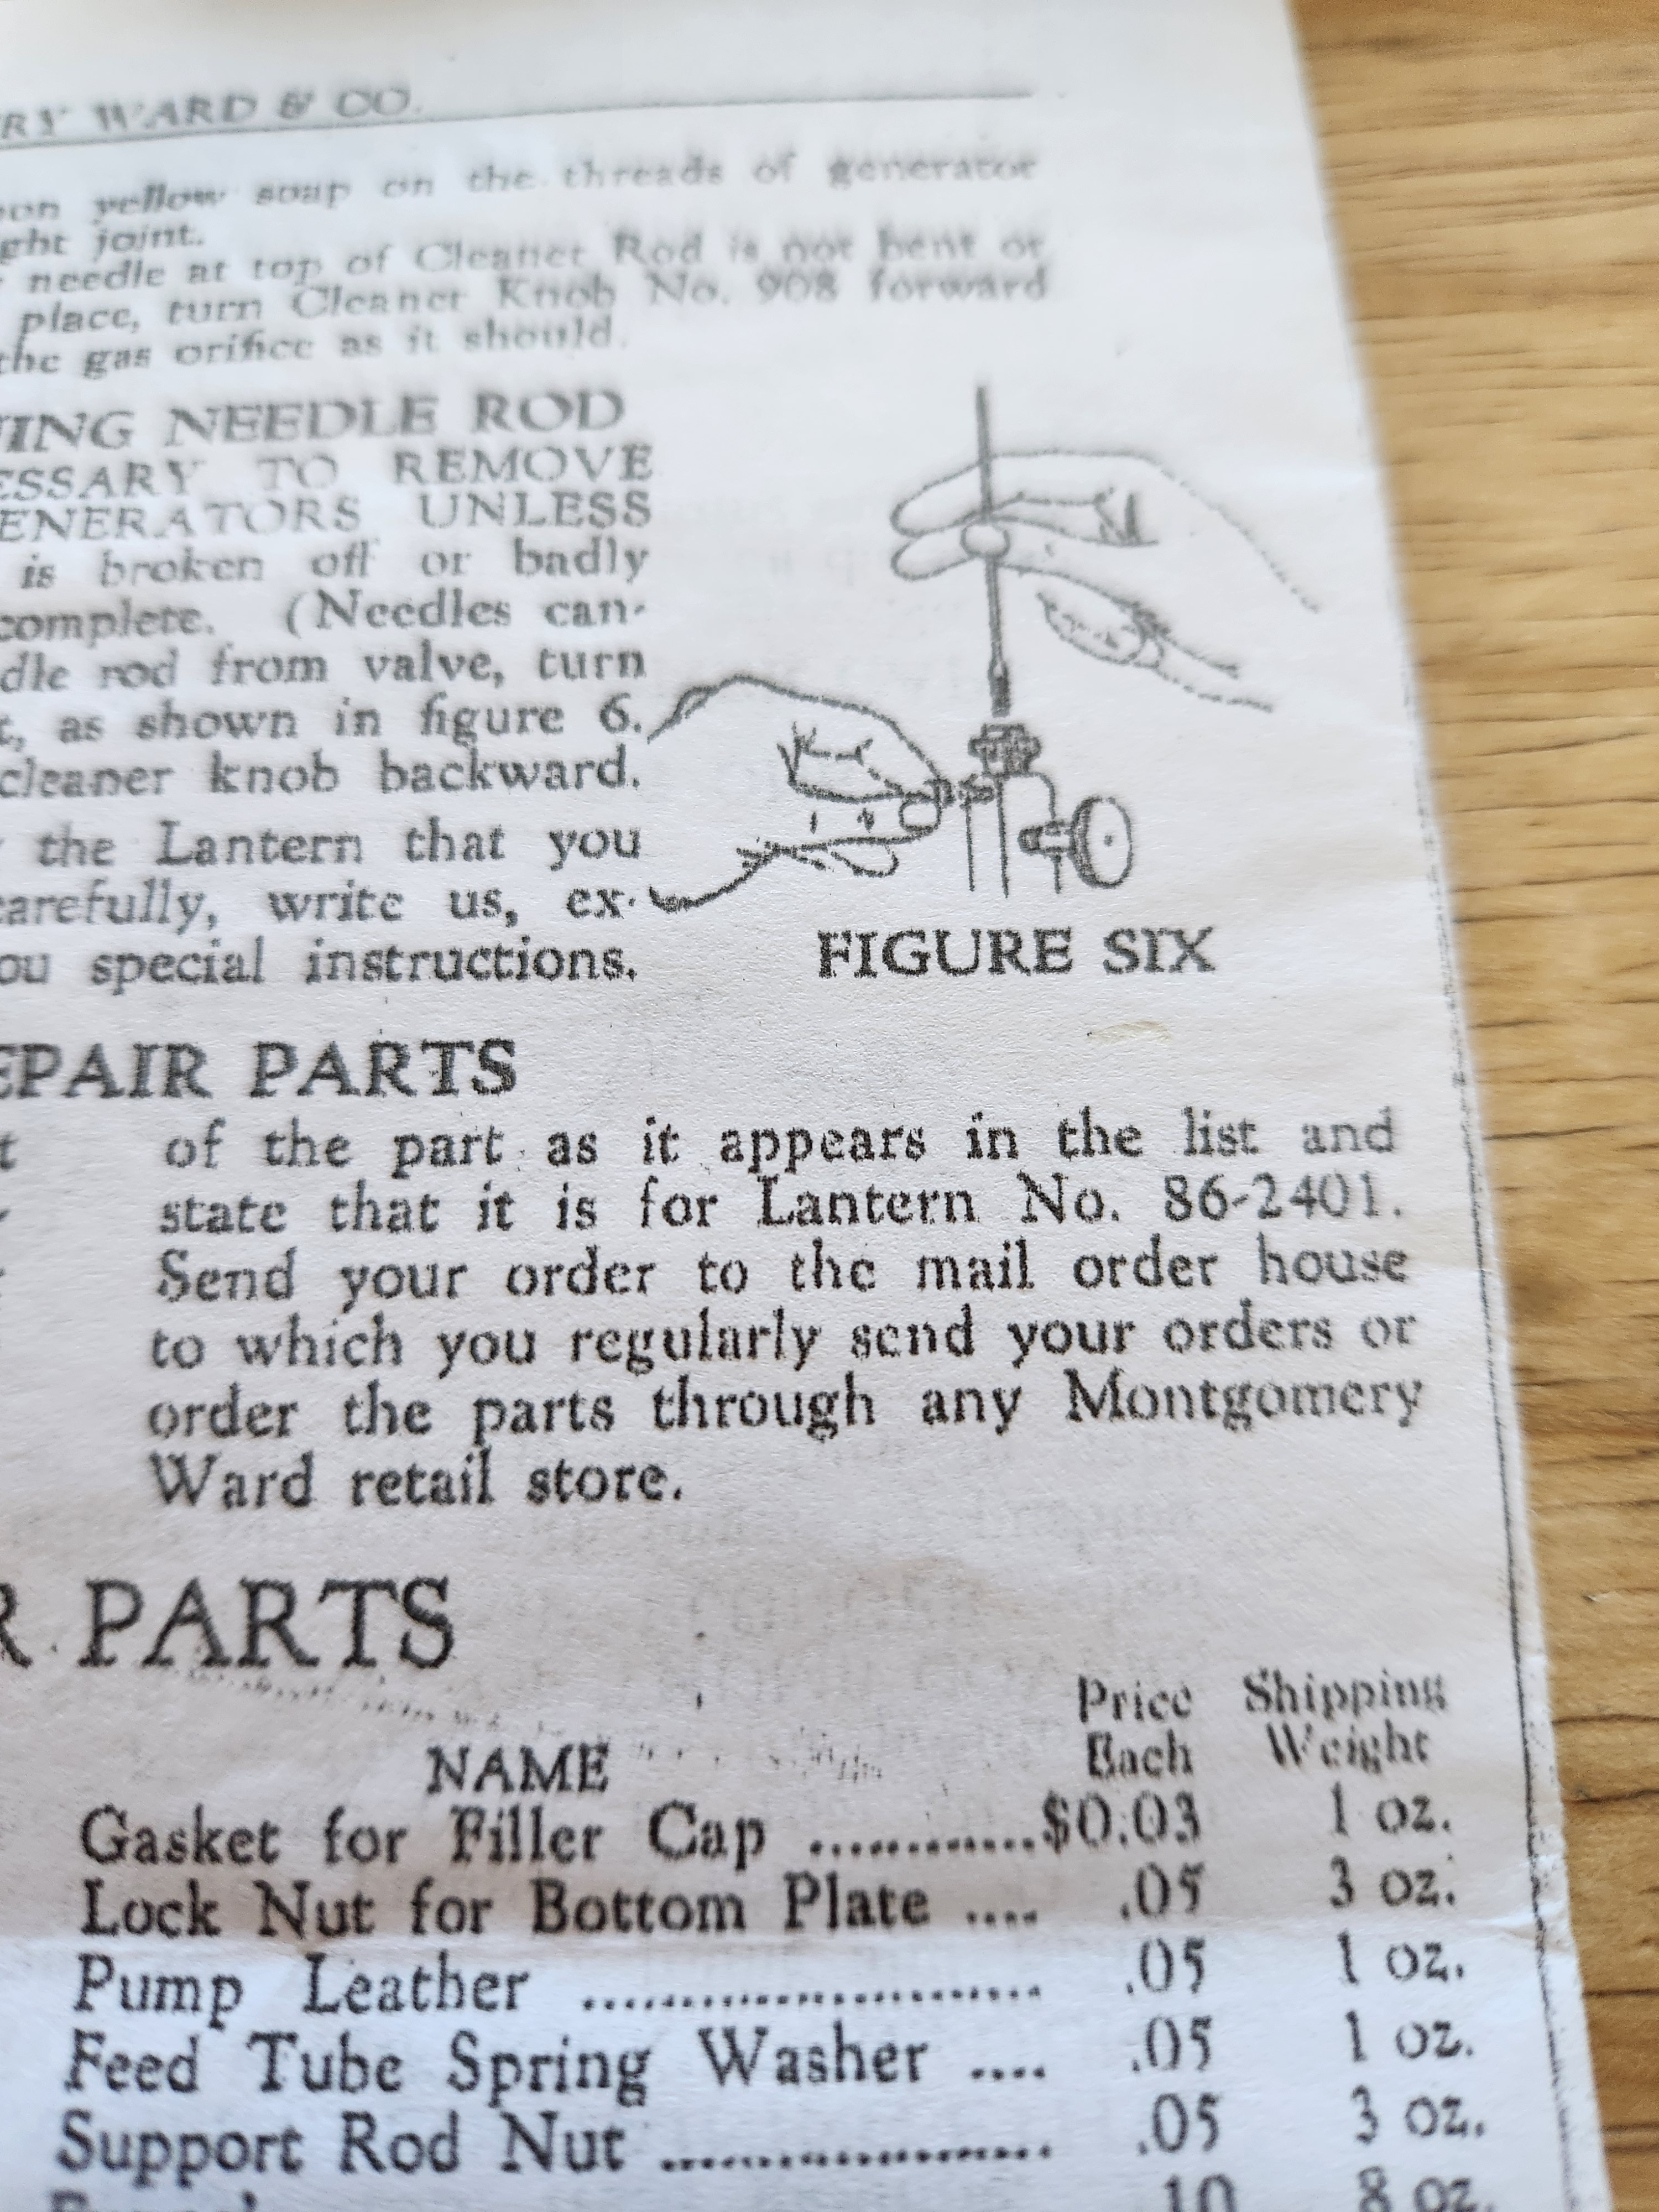 RY WARD & CO.
on yellow soap on the threads of generator
ght joint.
needle at top of Cleaner Rod is not bent or
place, turn Cleaner Knob No. 908 forward
the gas orifice as it should.
ING NEEDLE ROD
ESSARY TO REMOVE
ENERATORS UNLESS
is broken off or badly
complete. (Needles can-
dle rod from valve, turn
t, as shown in figure 6.
cleaner knob backward.
the Lantern that you
carefully, write us, ex-
ou special instructions.
FIGURE SIX
EPAIR PARTS
t of the part as it appears in the list and
state that it is for Lantern No. 86-2401.
Send your order to the mail order house
to which you regularly send your orders or
order the parts through any Montgomery
Ward retail store.
R PARTS
Price Shipping
NAME Each Weight
Gasket for Filler Cap ............$0.03 1 oz.
Lock Nut for Bottom Plate .... .05 3 oz.
Pump Leather ........................ .05 1 oz.
Feed Tube Spring Washer .... .05 1 oz.
Support Rod Nut .................... .05 3 oz.
.10 8 oz.